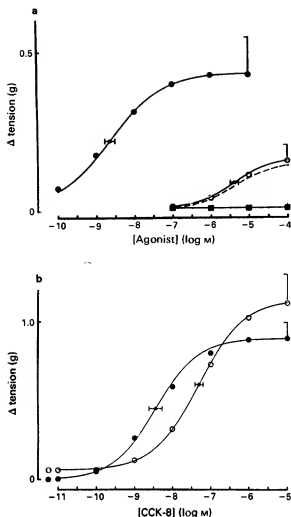 a
0.5
Δ tension (g)
0
−10 −9 −8 −7 −6 −5 −4
[Agonist] (log M)
b
1.0
Δ tension (g)
0
−11 −10 −9 −8 −7 −6 −5
[CCK-8] (log M)